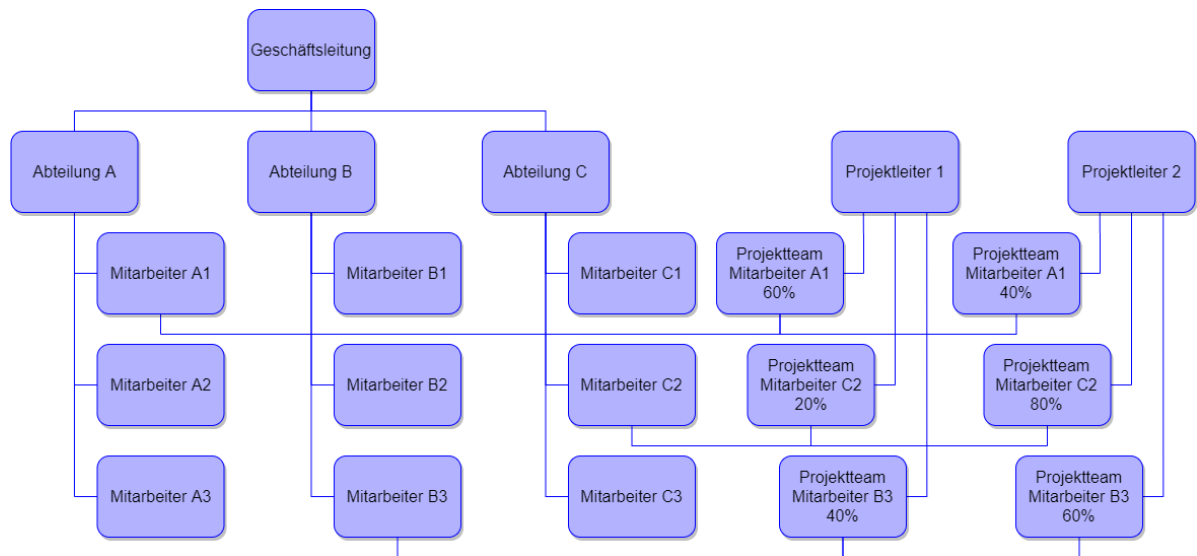 Geschäftsleitung
Abteilung A
Abteilung B
Abteilung C
Projektleiter 1
Projektleiter 2
Mitarbeiter A1
Mitarbeiter B1
Mitarbeiter C1
Projektteam
Mitarbeiter A1
60%
Projektteam
Mitarbeiter A1
40%
Mitarbeiter A2
Mitarbeiter B2
Mitarbeiter C2
Projektteam
Mitarbeiter C2
20%
Projektteam
Mitarbeiter C2
80%
Mitarbeiter A3
Mitarbeiter B3
Mitarbeiter C3
Projektteam
Mitarbeiter B3
40%
Projektteam
Mitarbeiter B3
60%